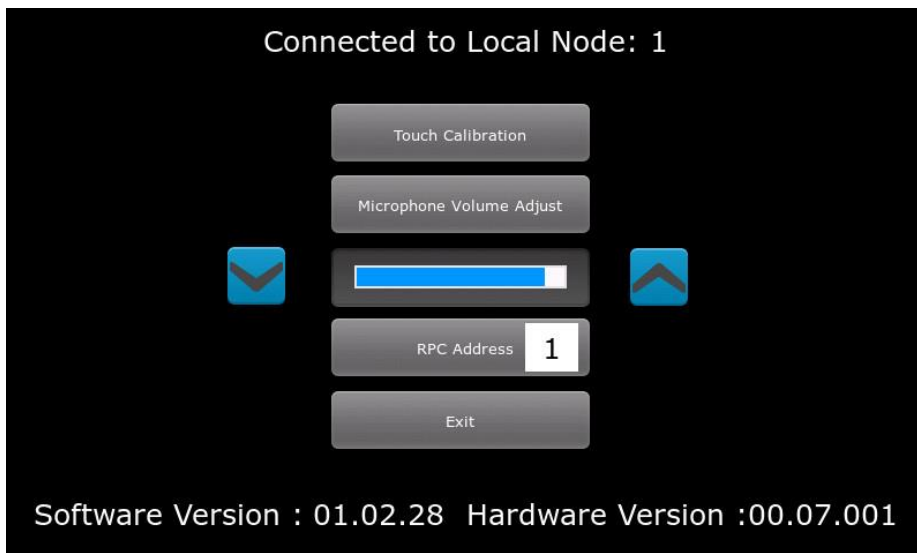 Connected to Local Node: 1
Touch Calibration
Microphone Volume Adjust
RPC Address 1
Exit
Software Version : 01.02.28 Hardware Version :00.07.001